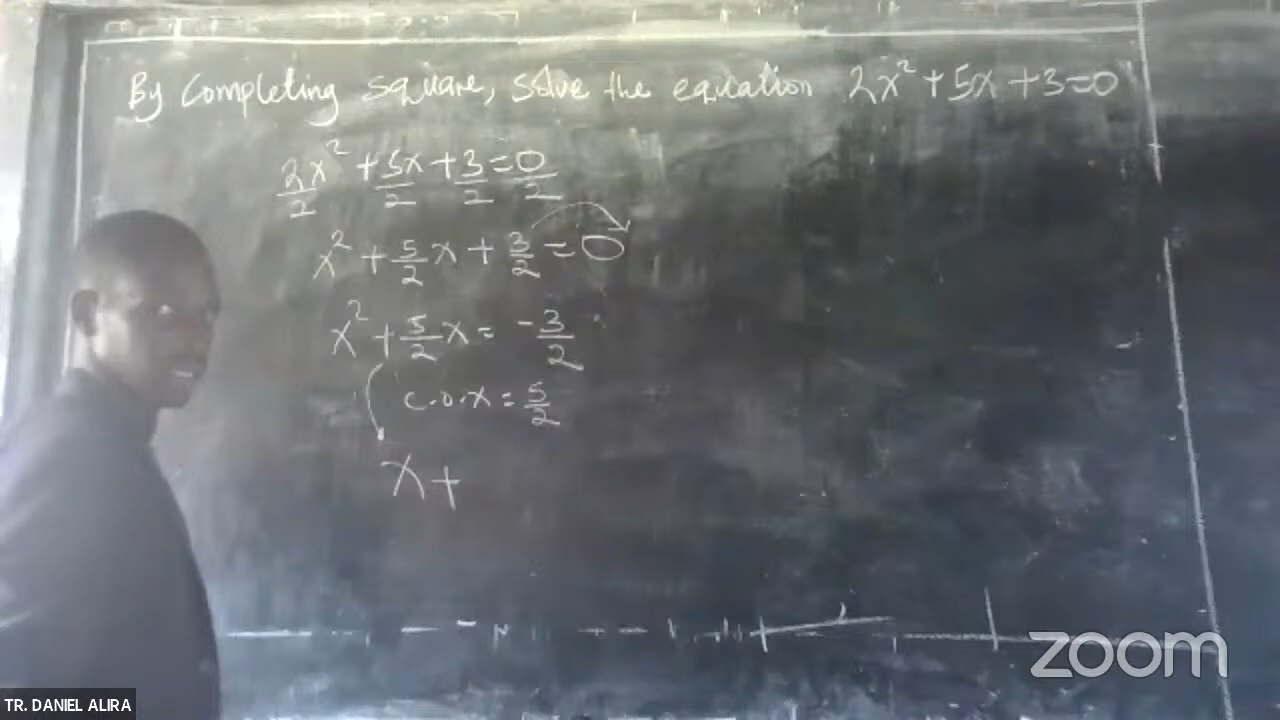 By Completing square, solve the equation 2x² + 5x + 3 = 0
2x²/2 + 5x/2 + 3/2 = 0/2
x² + 5/2 x + 3/2 = 0
x² + 5/2 x = -3/2
c.o.x = 5/2
x +
zoom
TR. DANIEL ALIRA